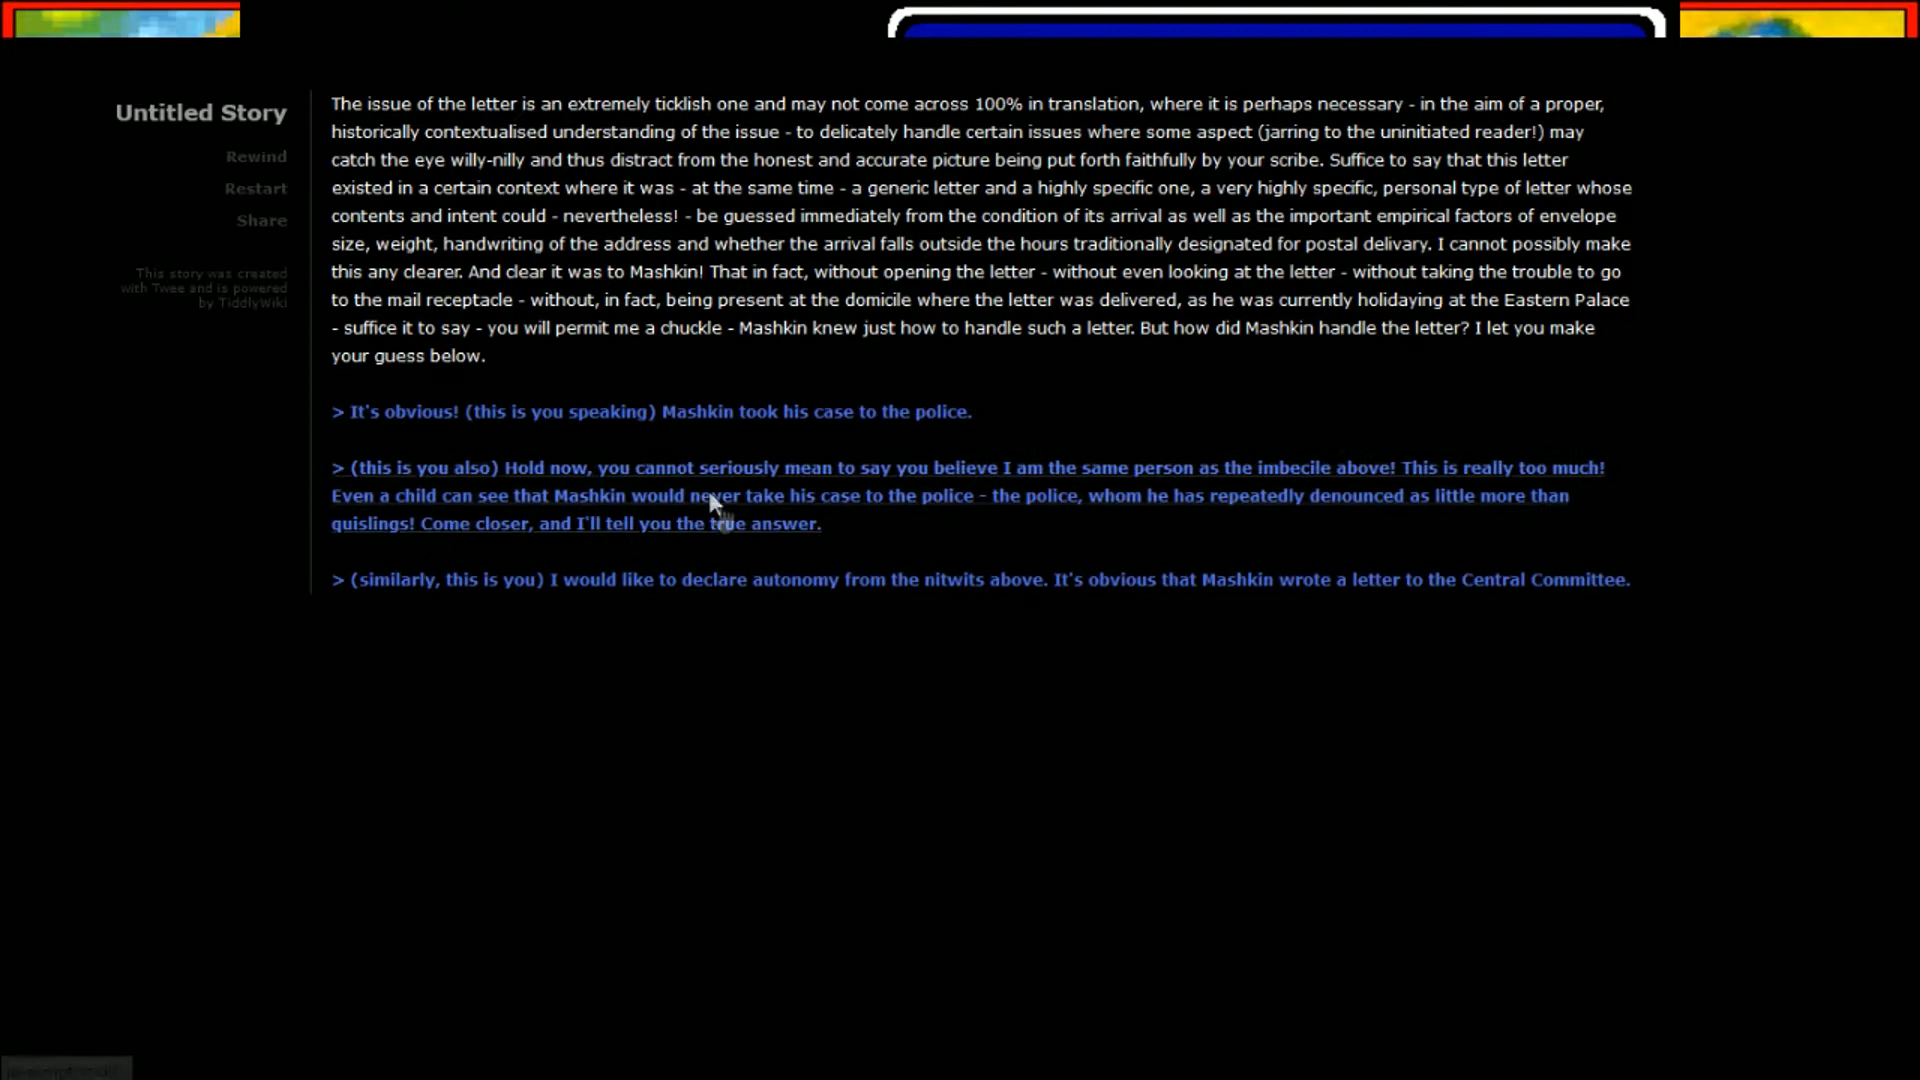 Untitled Story
Rewind
Restart
Share
This story was created
with Twee and is powered
by TiddlyWiki
The issue of the letter is an extremely ticklish one and may not come across 100% in translation, where it is perhaps necessary - in the aim of a proper,
historically contextualised understanding of the issue - to delicately handle certain issues where some aspect (jarring to the uninitiated reader!) may
catch the eye willy-nilly and thus distract from the honest and accurate picture being put forth faithfully by your scribe. Suffice to say that this letter
existed in a certain context where it was - at the same time - a generic letter and a highly specific one, a very highly specific, personal type of letter whose
contents and intent could - nevertheless! - be guessed immediately from the condition of its arrival as well as the important empirical factors of envelope
size, weight, handwriting of the address and whether the arrival falls outside the hours traditionally designated for postal delivary. I cannot possibly make
this any clearer. And clear it was to Mashkin! That in fact, without opening the letter - without even looking at the letter - without taking the trouble to go
to the mail receptacle - without, in fact, being present at the domicile where the letter was delivered, as he was currently holidaying at the Eastern Palace
- suffice it to say - you will permit me a chuckle - Mashkin knew just how to handle such a letter. But how did Mashkin handle the letter? I let you make
your guess below.
> It's obvious! (this is you speaking) Mashkin took his case to the police.
> (this is you also) Hold now, you cannot seriously mean to say you believe I am the same person as the imbecile above! This is really too much!
Even a child can see that Mashkin would never take his case to the police - the police, whom he has repeatedly denounced as little more than
quislings! Come closer, and I'll tell you the true answer.
> (similarly, this is you) I would like to declare autonomy from the nitwits above. It's obvious that Mashkin wrote a letter to the Central Committee.